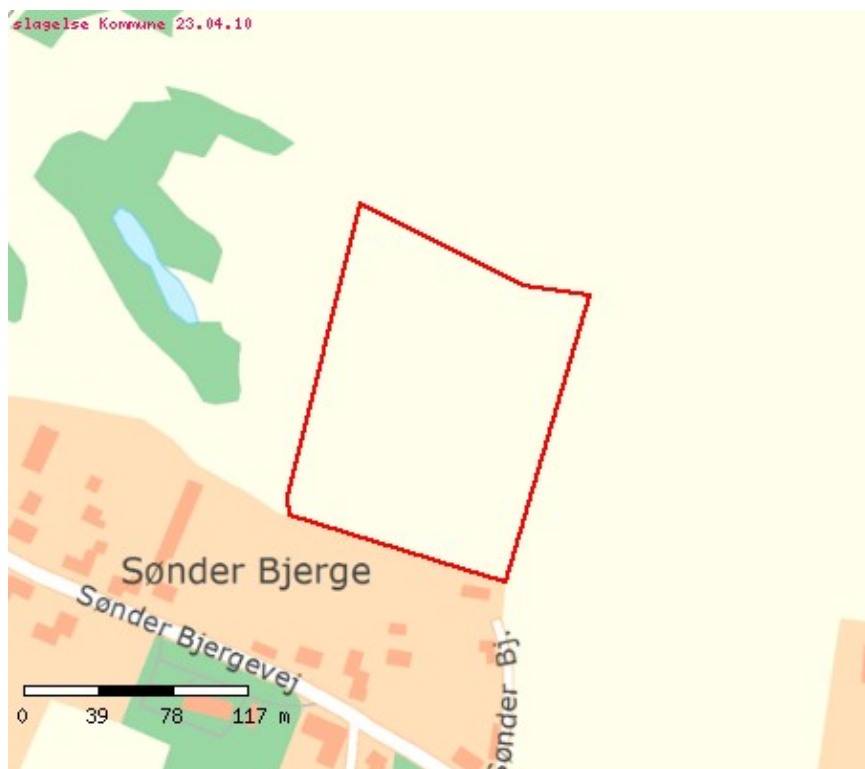 slagelse Kommune 23.04.10
Sønder Bjerge
Sønder Bjergevej
Sønder Bj.
0 39 78 117 m